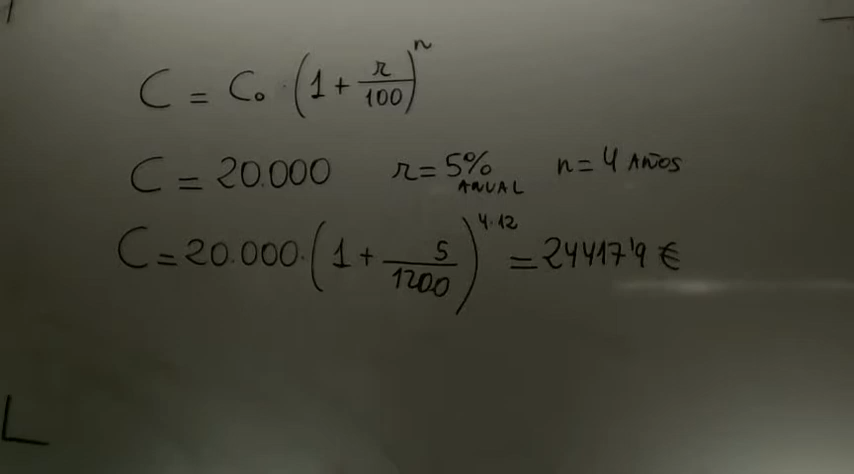 C = C₀ · (1 + r/100)ⁿ
C = 20.000 r = 5% ANUAL n = 4 AÑOS
C = 20.000 · (1 + 5/1200)^4·12 = 24417'9 €